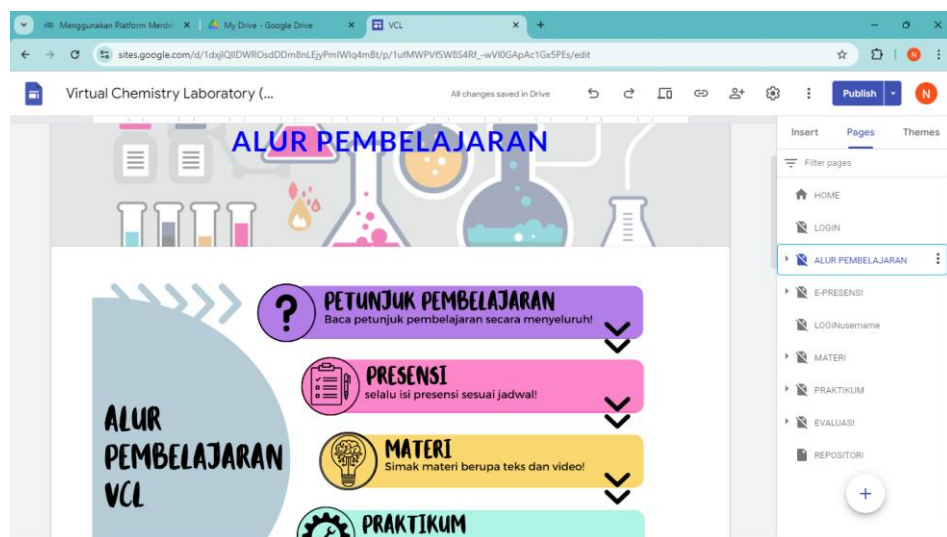 Menggunakan Platform Merde
My Drive - Google Drive
VCL
sites.google.com/d/1dxjlQIIDWROsdDDm8nLEjyPmIWlq4mBt/p/1ufMWPVfSW8S4Rf_-wVI0GApAc1Gx5PEs/edit
N
Virtual Chemistry Laboratory (...
All changes saved in Drive
Publish
N
Insert
Pages
Themes
Filter pages
HOME
LOGIN
ALUR PEMBELAJARAN
E-PRESENSI
LOGINusername
MATERI
PRAKTIKUM
EVALUASI
REPOSITORI
ALUR PEMBELAJARAN
ALUR
PEMBELAJARAN
VCL
PETUNJUK PEMBELAJARAN
Baca petunjuk pembelajaran secara menyeluruh!
PRESENSI
selalu isi presensi sesuai jadwal!
MATERI
Simak materi berupa teks dan video!
PRAKTIKUM